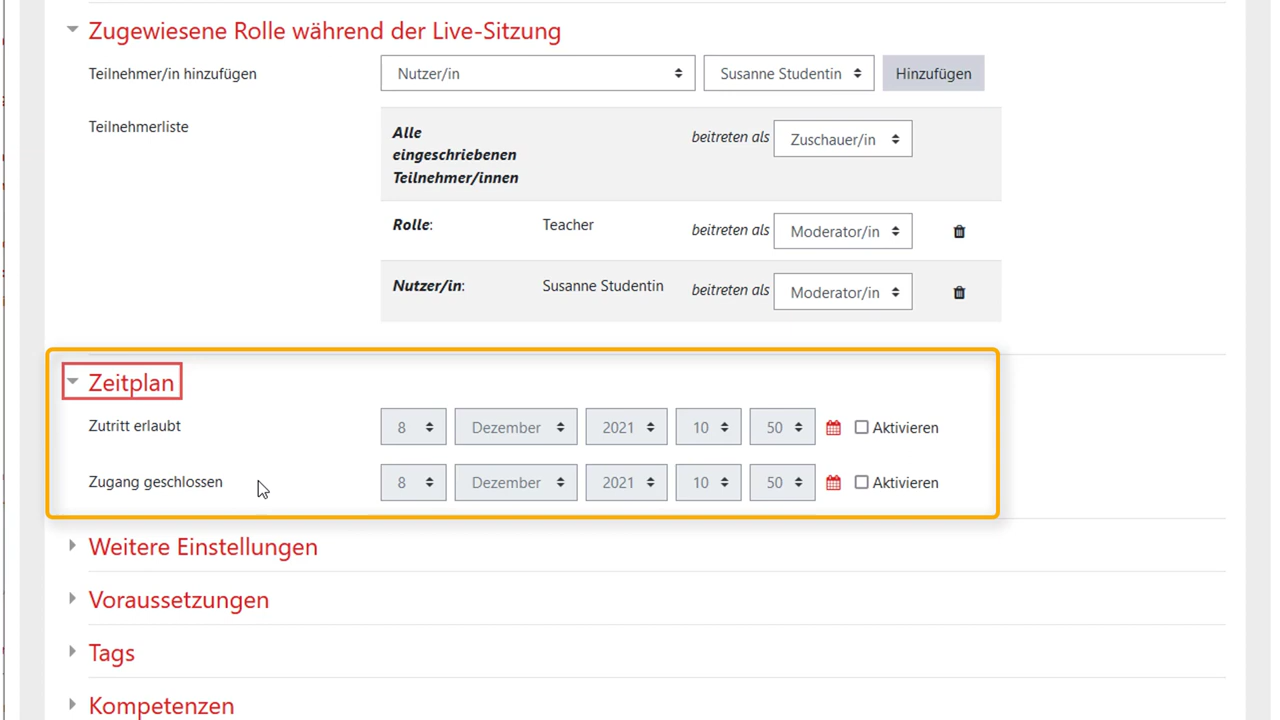 Zugewiesene Rolle während der Live-Sitzung
Teilnehmer/in hinzufügen Nutzer/in Susanne Studentin Hinzufügen
Teilnehmerliste
Alle eingeschriebenen Teilnehmer/innen beitreten als Zuschauer/in
Rolle: Teacher beitreten als Moderator/in
Nutzer/in: Susanne Studentin beitreten als Moderator/in
Zeitplan
Zutritt erlaubt 8 Dezember 2021 10 50 Aktivieren
Zugang geschlossen 8 Dezember 2021 10 50 Aktivieren
Weitere Einstellungen
Voraussetzungen
Tags
Kompetenzen